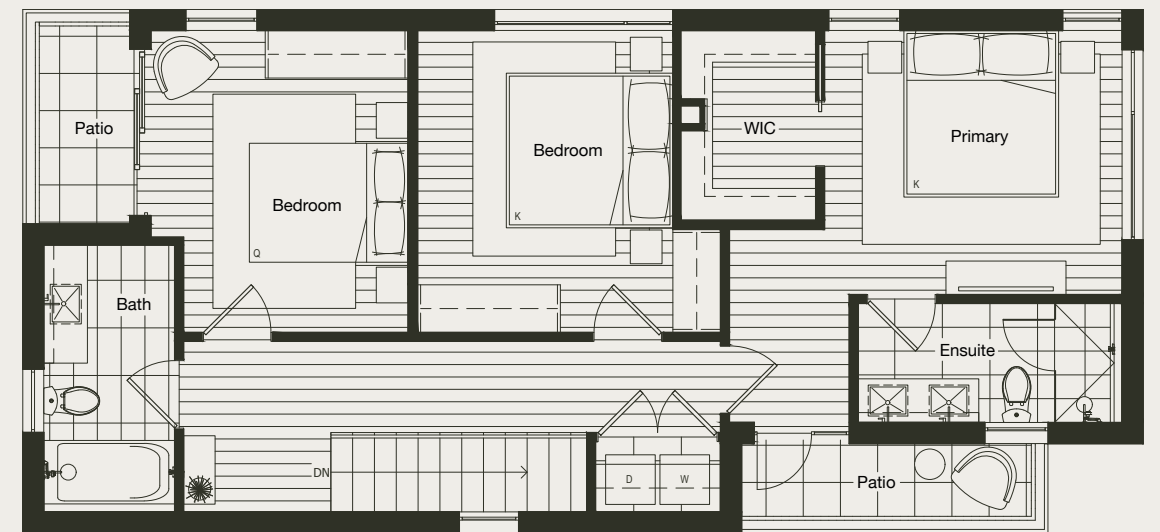 Patio
WIC
Primary
Bedroom
K
K
Bedroom
Q
Bath
Ensuite
DN
D
W
Patio